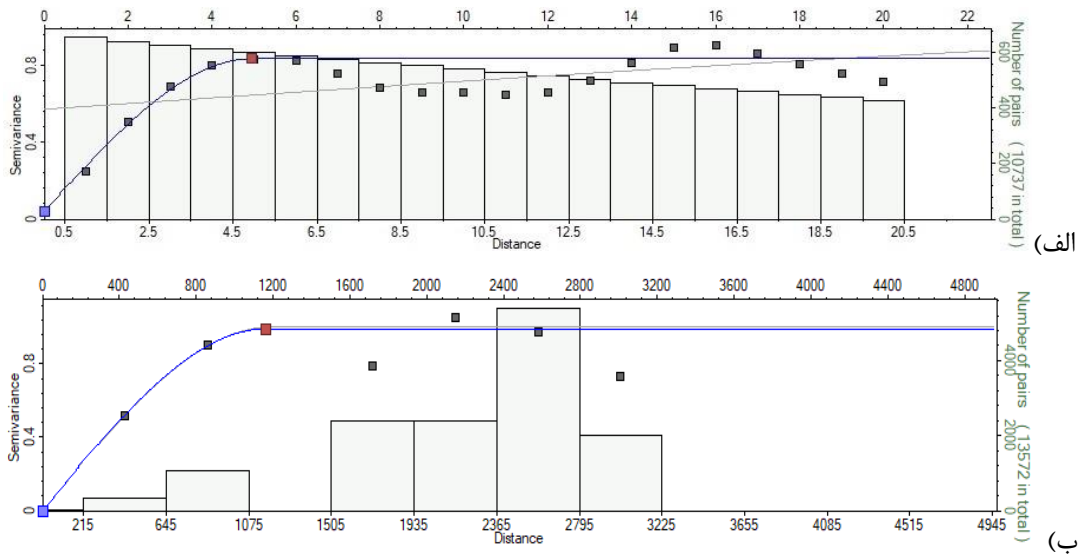 0 2 4 6 8 10 12 14 16 18 20 22
Semivariance
0 0.4 0.8
Number of pairs ( 10737 in total )
0 200 400 600
0.5 2.5 4.5 6.5 8.5 10.5 12.5 14.5 16.5 18.5 20.5
Distance
الف)
0 400 800 1200 1600 2000 2400 2800 3200 3600 4000 4400 4800
Semivariance
0 0.4 0.8
Number of pairs ( 13572 in total )
0 2000 4000
215 645 1075 1505 1935 2365 2795 3225 3655 4085 4515 4945
Distance
ب)